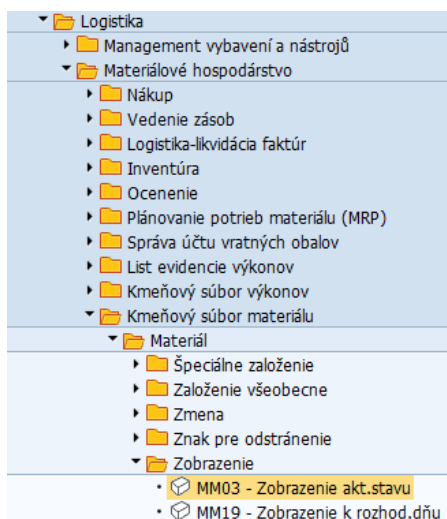 Logistika
Management vybavení a nástrojů
Materiálové hospodárstvo
Nákup
Vedenie zásob
Logistika-likvidácia faktúr
Inventúra
Ocenenie
Plánovanie potrieb materiálu (MRP)
Správa účtu vratných obalov
List evidencie výkonov
Kmeňový súbor výkonov
Kmeňový súbor materiálu
Materiál
Špeciálne založenie
Založenie všeobecne
Zmena
Znak pre odstránenie
Zobrazenie
MM03 - Zobrazenie akt.stavu
MM19 - Zobrazenie k rozhod.dňu